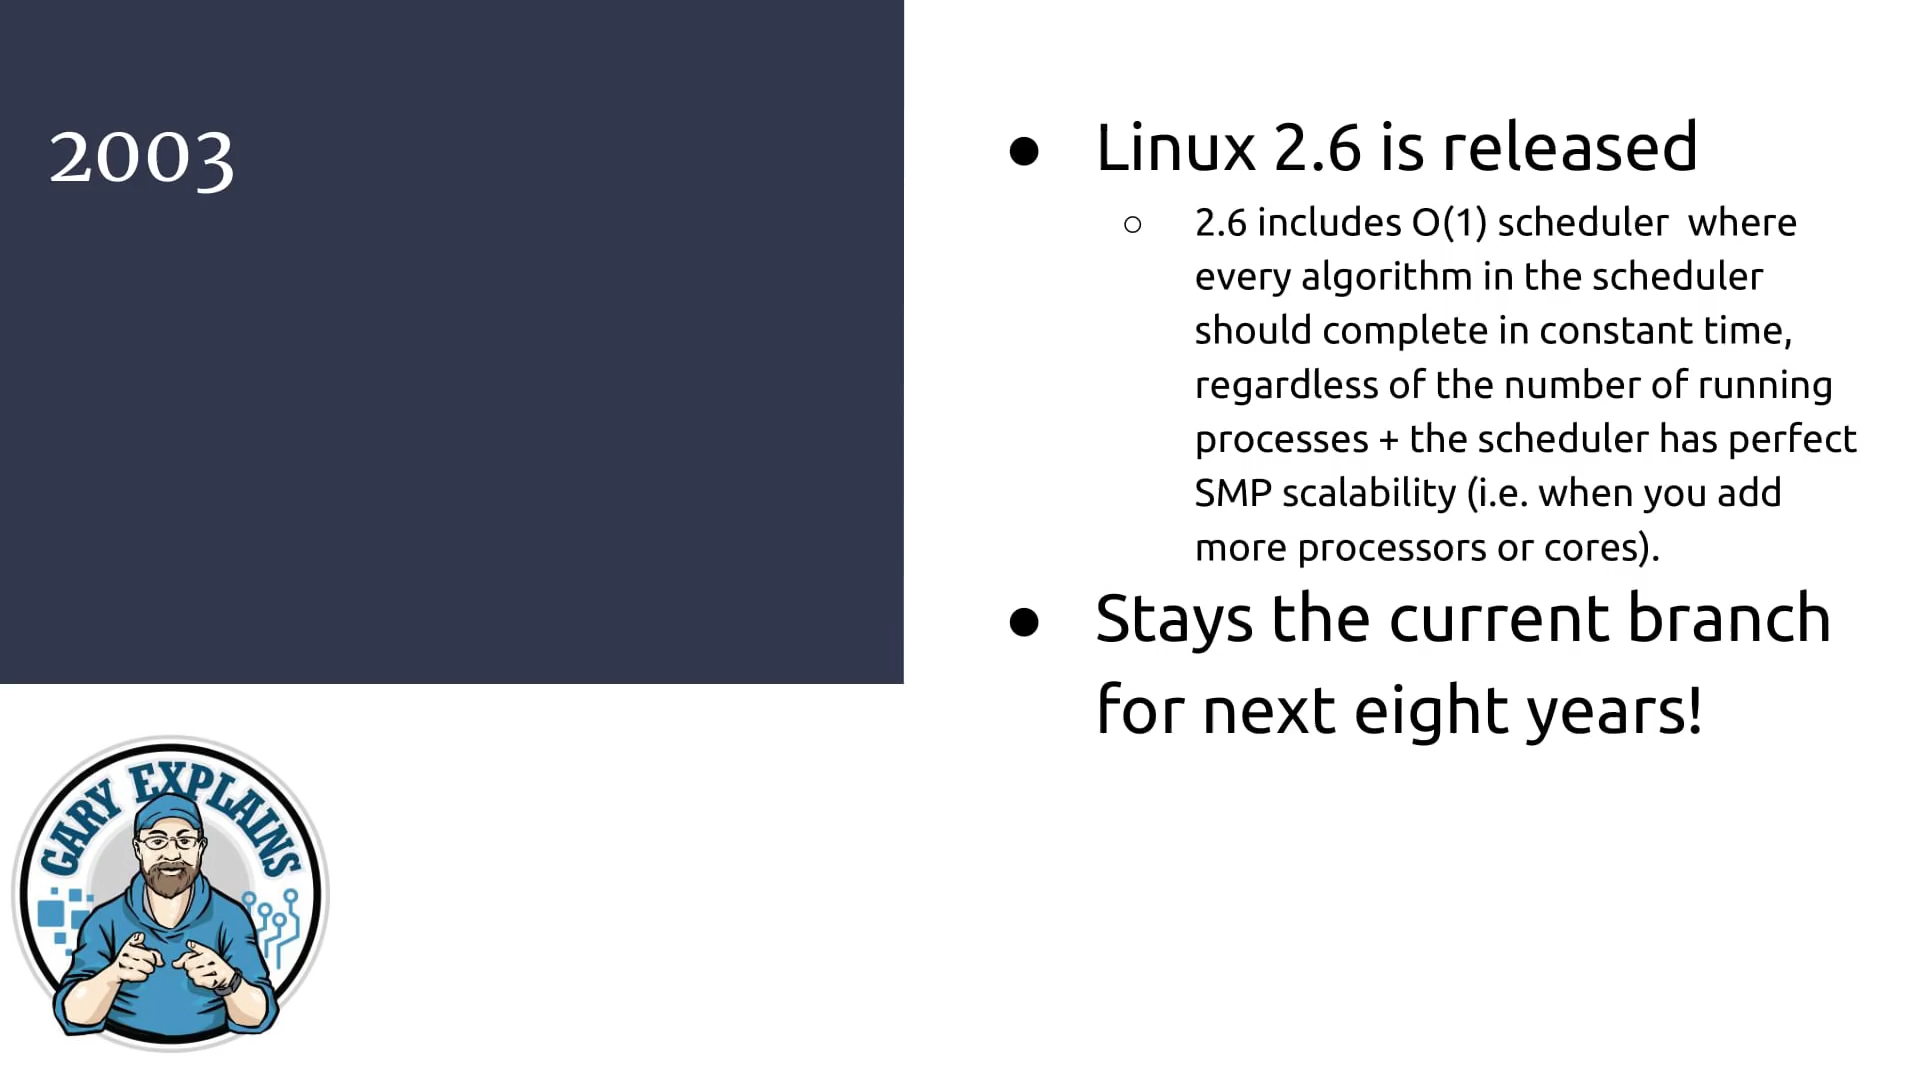 2003
● Linux 2.6 is released
○ 2.6 includes O(1) scheduler  where
every algorithm in the scheduler
should complete in constant time,
regardless of the number of running
processes + the scheduler has perfect
SMP scalability (i.e. when you add
more processors or cores).
● Stays the current branch
for next eight years!
GARY EXPLAINS